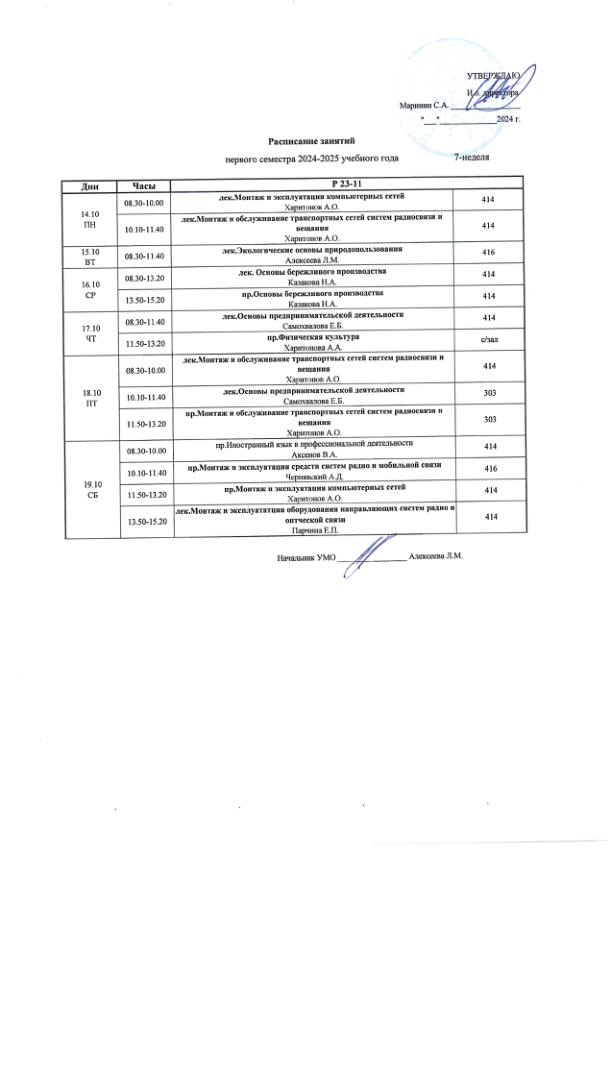 УТВЕРЖДАЮ
И.о. директора
Маринин С.А. ________________
"___"______________2024 г.
Расписание занятий
первого семестра 2024-2025 учебного года 7-неделя
Дни Часы Р 23-11
14.10
ПН
08.30-10.00
лек.Монтаж и эксплуатация компьютерных сетей
Харитонов А.О.
414
10.10-11.40
лек.Монтаж и обслуживание транспортных сетей систем радиосвязи и
вещания
Харитонов А.О.
414
15.10
ВТ
08.30-11.40
лек.Экологические основы природопользования
Алексеева Л.М.
416
16.10
СР
08.30-13.20
лек. Основы бережливого производства
Казакова Н.А.
414
13.50-15.20
пр.Основы бережливого производства
Казакова Н.А.
414
17.10
ЧТ
08.30-11.40
лек.Основы предпринимательской деятельности
Самохвалова Е.Б.
414
11.50-13.20
пр.Физическая культура
Харитонова А.А.
с/зал
18.10
ПТ
08.30-10.00
лек.Монтаж и обслуживание транспортных сетей систем радиосвязи и
вещания
Харитонов А.О.
414
10.10-11.40
лек.Основы предпринимательской деятельности
Самохвалова Е.Б.
303
11.50-13.20
пр.Монтаж и обслуживание транспортных сетей систем радиосвязи и
вещания
Харитонов А.О.
303
19.10
СБ
08.30-10.00
пр.Иностранный язык в профессиональной деятельности
Аксенов В.А.
414
10.10-11.40
пр.Монтаж и эксплуатация средств систем радио и мобильной связи
Чернявский А.Д.
416
11.50-13.20
пр.Монтаж и эксплуатация компьютерных сетей
Харитонов А.О.
414
13.50-15.20
лек.Монтаж и эксплуататция оборудования направляющих систем радио и
оптческой связи
Паричина Е.П.
414
Начальник УМО ________________ Алексеева Л.М.